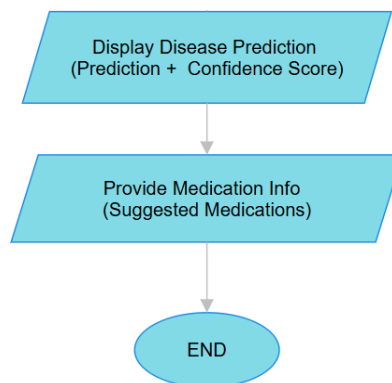 Display Disease Prediction
(Prediction + Confidence Score)
Provide Medication Info
(Suggested Medications)
END